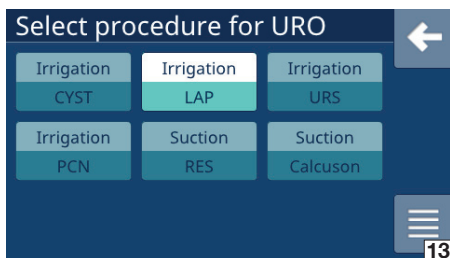 Select procedure for URO
Irrigation Irrigation Irrigation
CYST LAP URS
Irrigation Suction Suction
PCN RES Calcuson
13